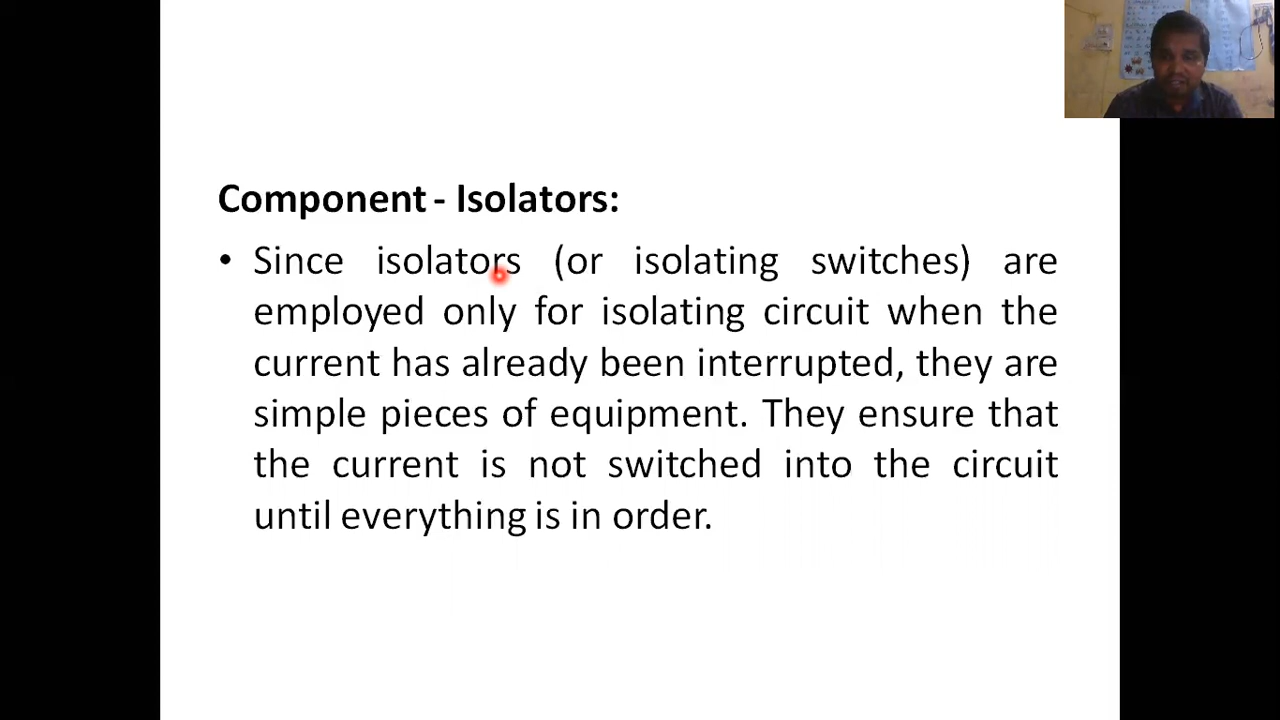 Component - Isolators:
• Since isolators (or isolating switches) are
employed only for isolating circuit when the
current has already been interrupted, they are
simple pieces of equipment. They ensure that
the current is not switched into the circuit
until everything is in order.